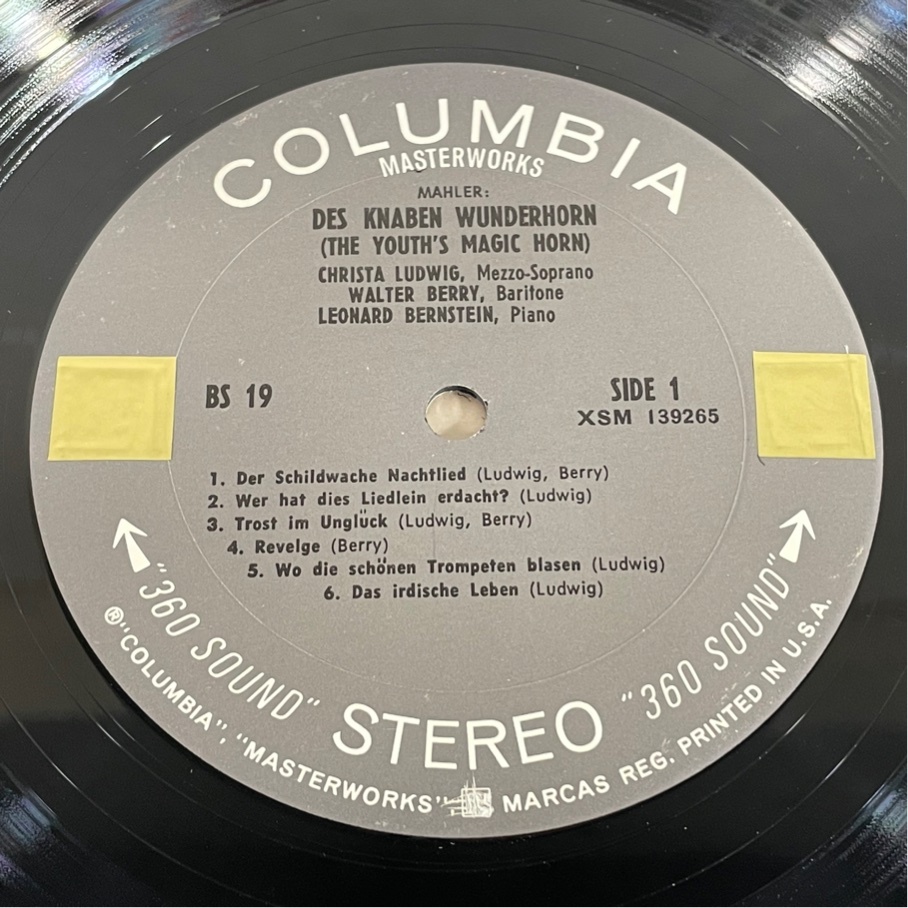 COLUMBIA
MASTERWORKS
MAHLER:
DES KNABEN WUNDERHORN
(THE YOUTH'S MAGIC HORN)
CHRISTA LUDWIG, Mezzo-Soprano
WALTER BERRY, Baritone
LEONARD BERNSTEIN, Piano
BS 19
SIDE 1
XSM 139265
1. Der Schildwache Nachtlied (Ludwig, Berry)
2. Wer hat dies Liedlein erdacht? (Ludwig)
3. Trost im Unglück (Ludwig, Berry)
4. Revelge (Berry)
5. Wo die schönen Trompeten blasen (Ludwig)
6. Das irdische Leben (Ludwig)
"360 SOUND" STEREO "360 SOUND"
®"COLUMBIA", "MASTERWORKS" MARCAS REG. PRINTED IN U.S.A.